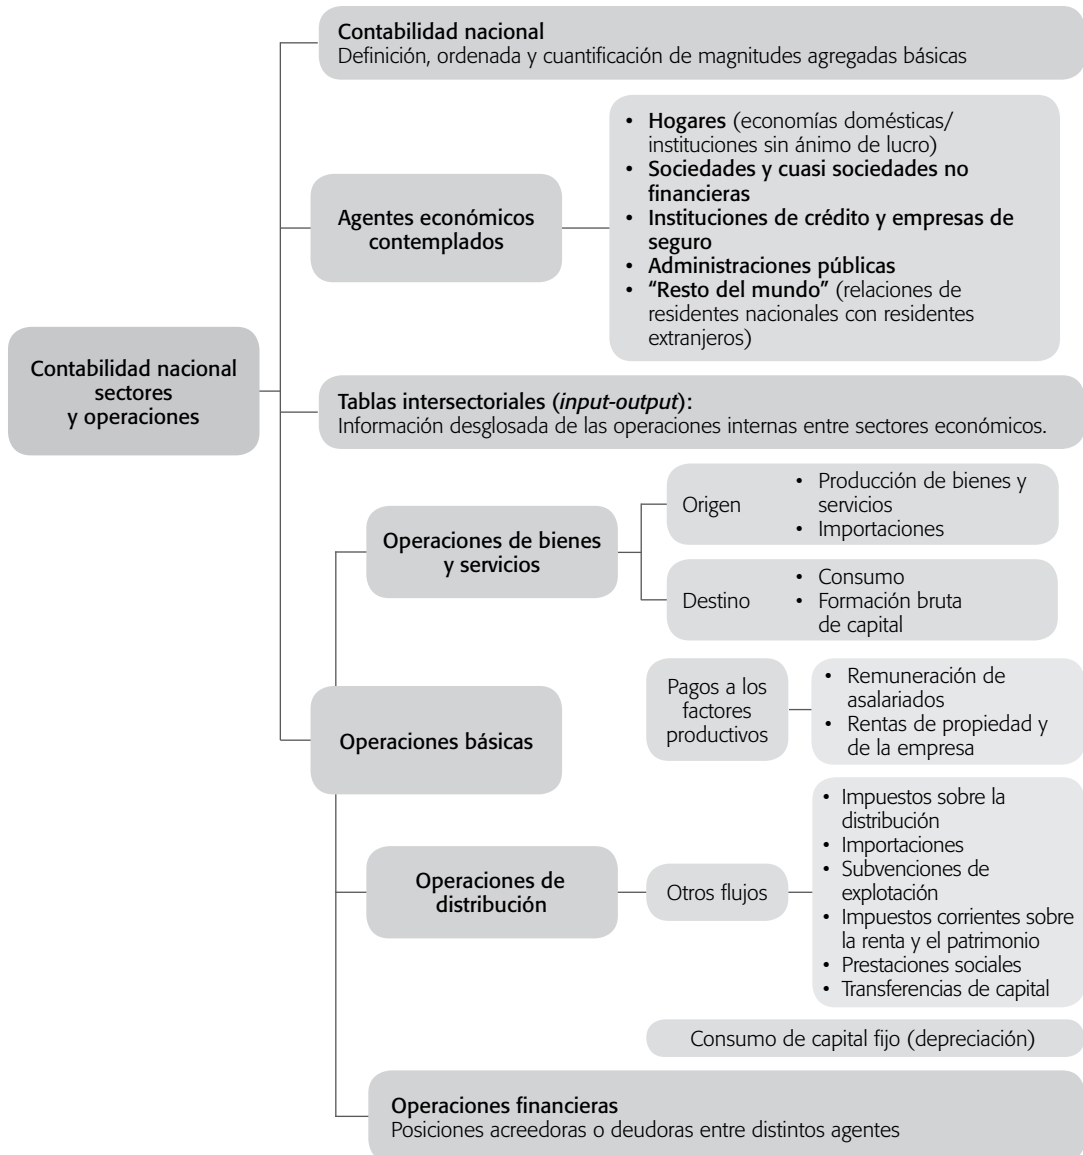 Contabilidad nacional
sectores
y operaciones
Contabilidad nacional
Definición, ordenada y cuantificación de magnitudes agregadas básicas
Agentes económicos
contemplados
• Hogares (economías domésticas/
instituciones sin ánimo de lucro)
• Sociedades y cuasi sociedades no
financieras
• Instituciones de crédito y empresas de
seguro
• Administraciones públicas
• “Resto del mundo” (relaciones de
residentes nacionales con residentes
extranjeros)
Tablas intersectoriales (input-output):
Información desglosada de las operaciones internas entre sectores económicos.
Operaciones básicas
Operaciones de bienes
y servicios
Origen
• Producción de bienes y
servicios
• Importaciones
Destino
• Consumo
• Formación bruta
de capital
Operaciones de
distribución
Pagos a los
factores
productivos
• Remuneración de
asalariados
• Rentas de propiedad y
de la empresa
Otros flujos
• Impuestos sobre la
distribución
• Importaciones
• Subvenciones de
explotación
• Impuestos corrientes sobre
la renta y el patrimonio
• Prestaciones sociales
• Transferencias de capital
Consumo de capital fijo (depreciación)
Operaciones financieras
Posiciones acreedoras o deudoras entre distintos agentes